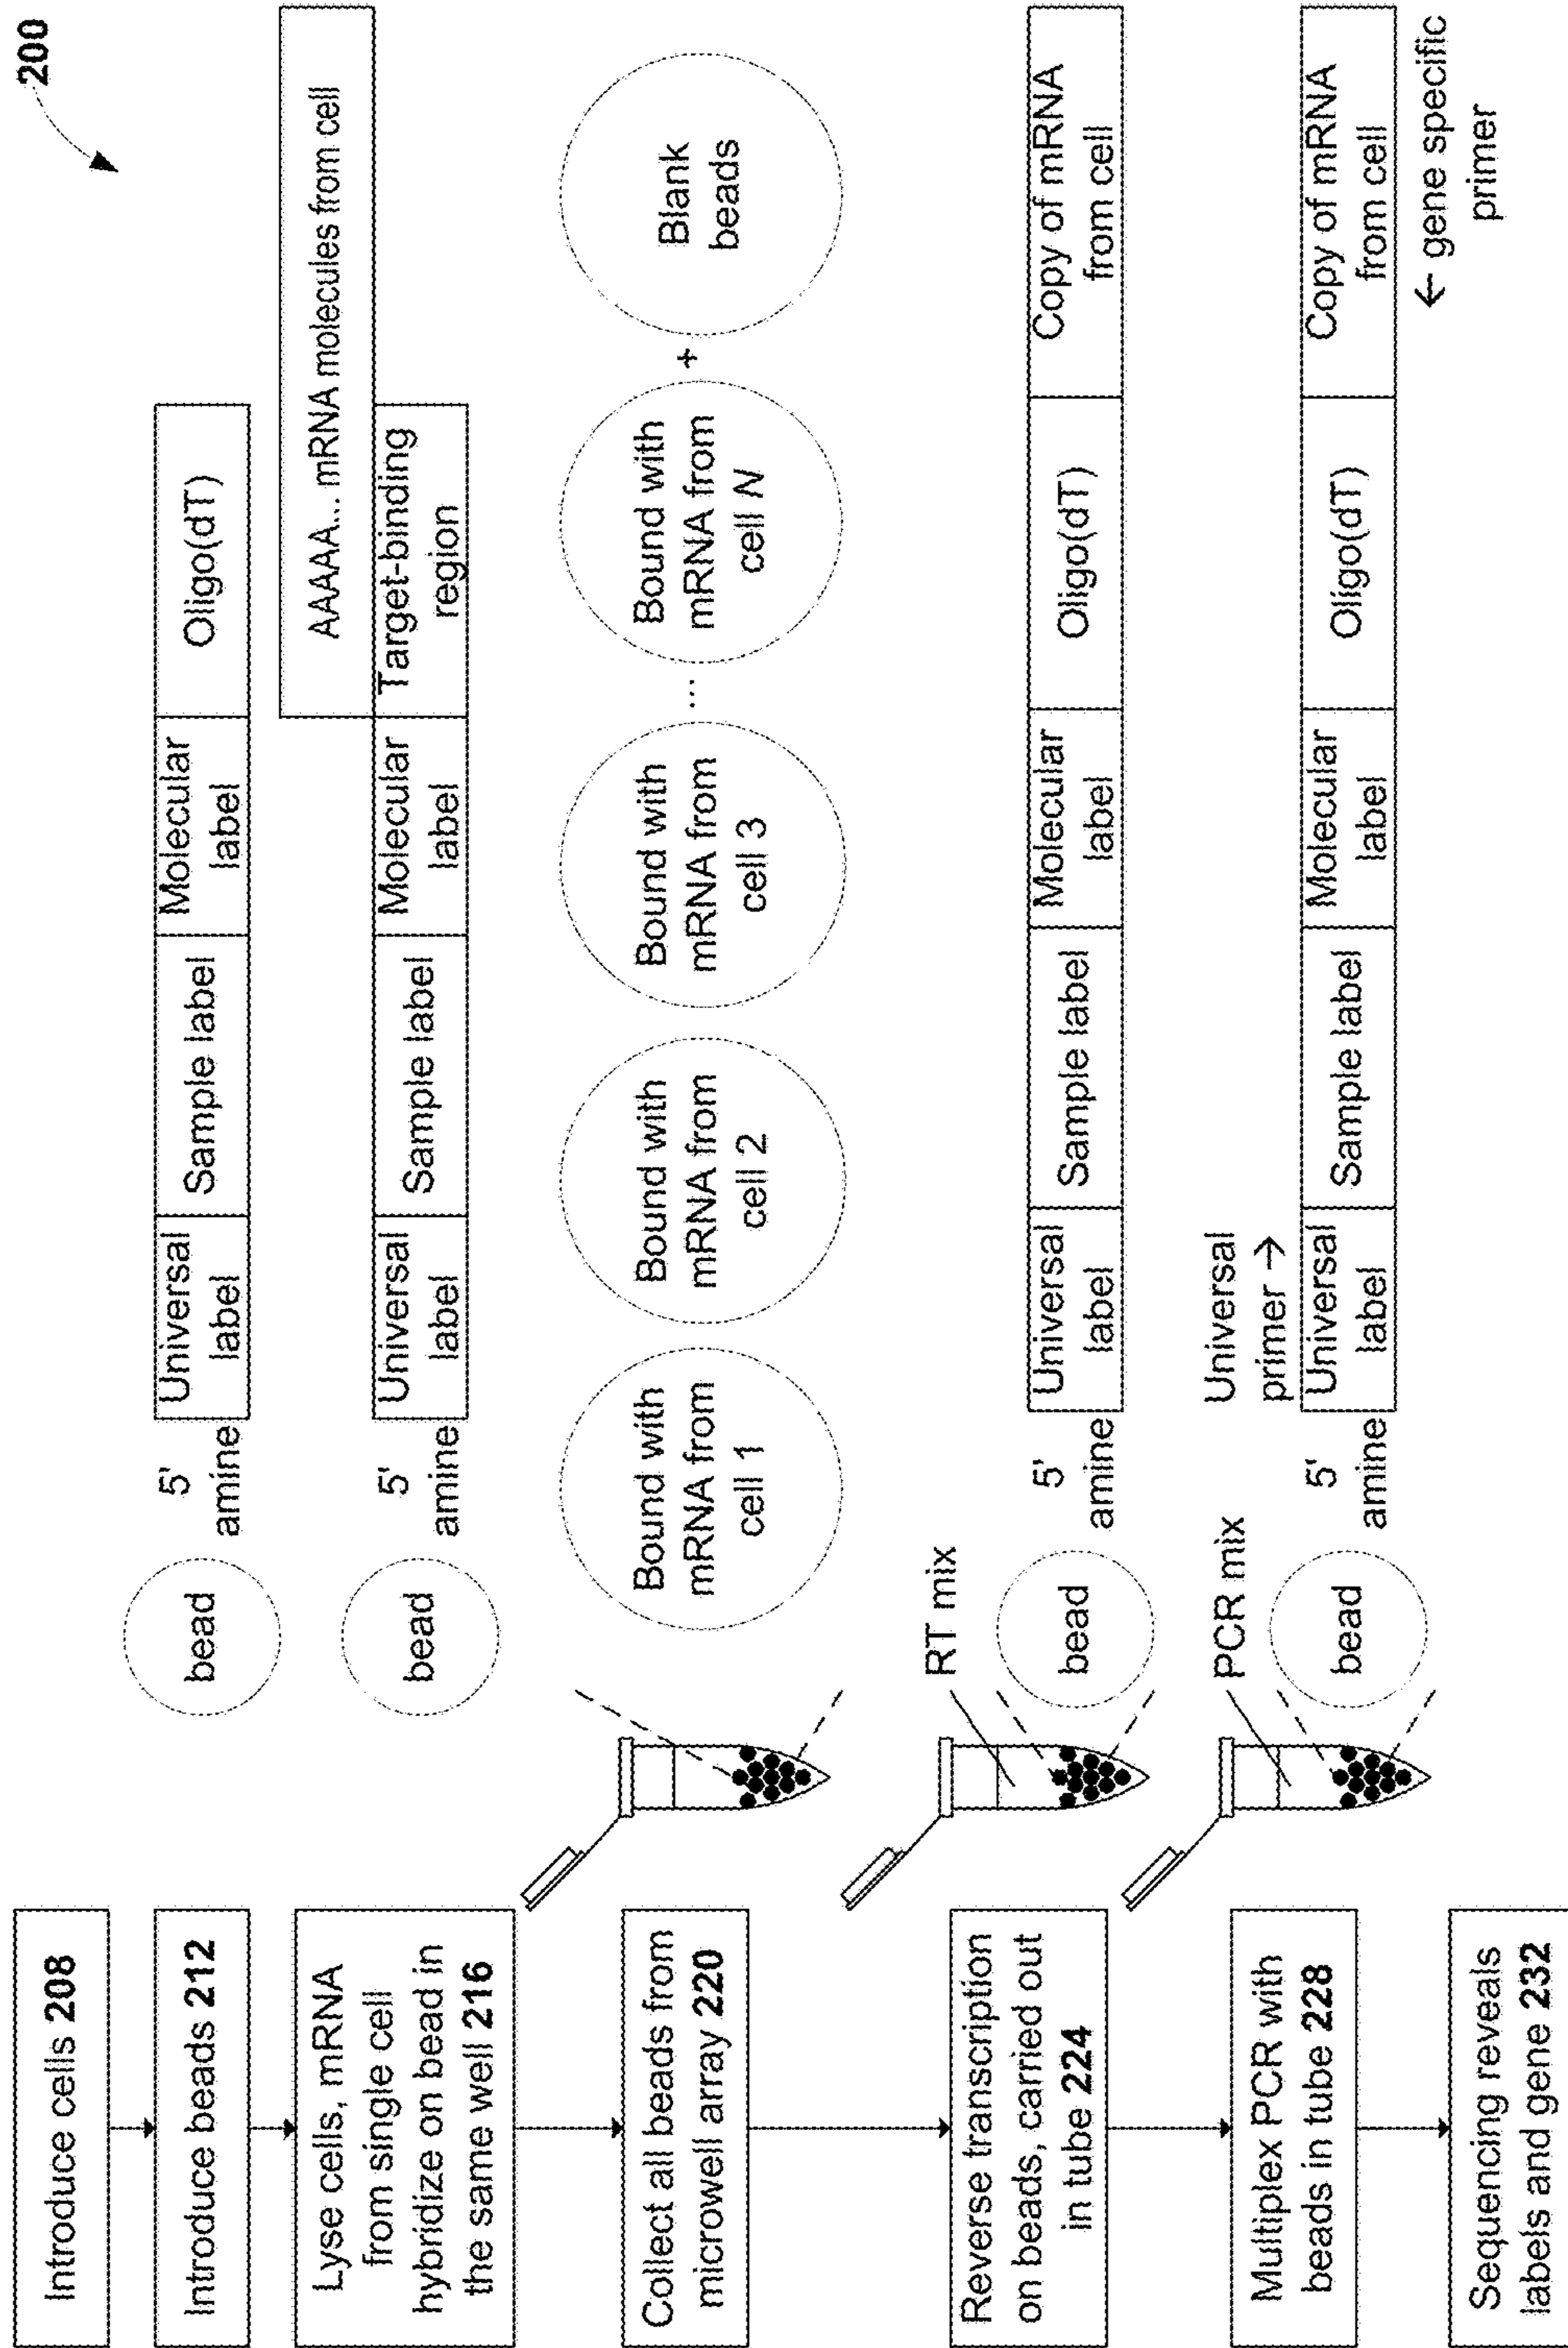 200
Introduce cells 208
Introduce beads 212
bead
5'
amine
Universal
label
Sample label
Molecular
label
Oligo(dT)
Lyse cells, mRNA
from single cell
hybridize on bead in
the same well 216
bead
5'
amine
Universal
label
Sample label
Molecular
label
AAAAA... mRNA molecules from cell
Target-binding
region
Collect all beads from
microwell array 220
Bound with
mRNA from
cell 1
Bound with
mRNA from
cell 2
Bound with
mRNA from
cell 3
...
Bound with
mRNA from
cell N
+
Blank
beads
Reverse transcription
on beads, carried out
in tube 224
RT mix
bead
5'
amine
Universal
label
Sample label
Molecular
label
Oligo(dT)
Copy of mRNA
from cell
Multiplex PCR with
beads in tube 228
PCR mix
bead
5'
amine
Universal
primer →
Universal
label
Sample label
Molecular
label
Oligo(dT)
Copy of mRNA
from cell
← gene specific
primer
Sequencing reveals
labels and gene 232